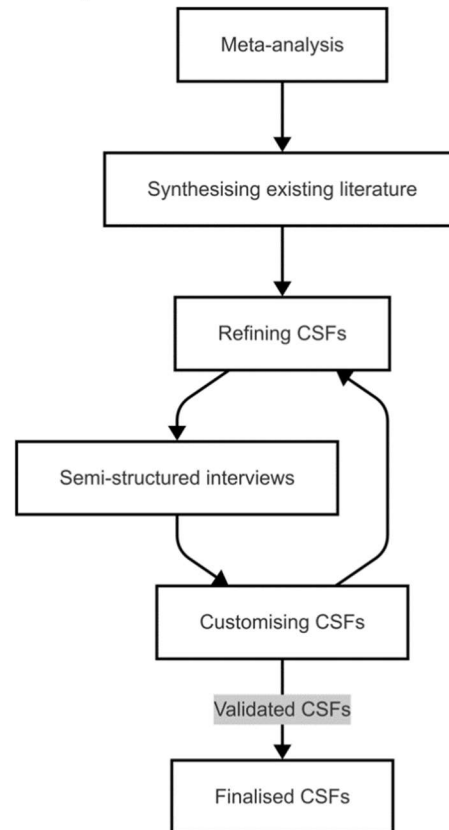 Meta-analysis
Synthesising existing literature
Refining CSFs
Semi-structured interviews
Customising CSFs
Validated CSFs
Finalised CSFs